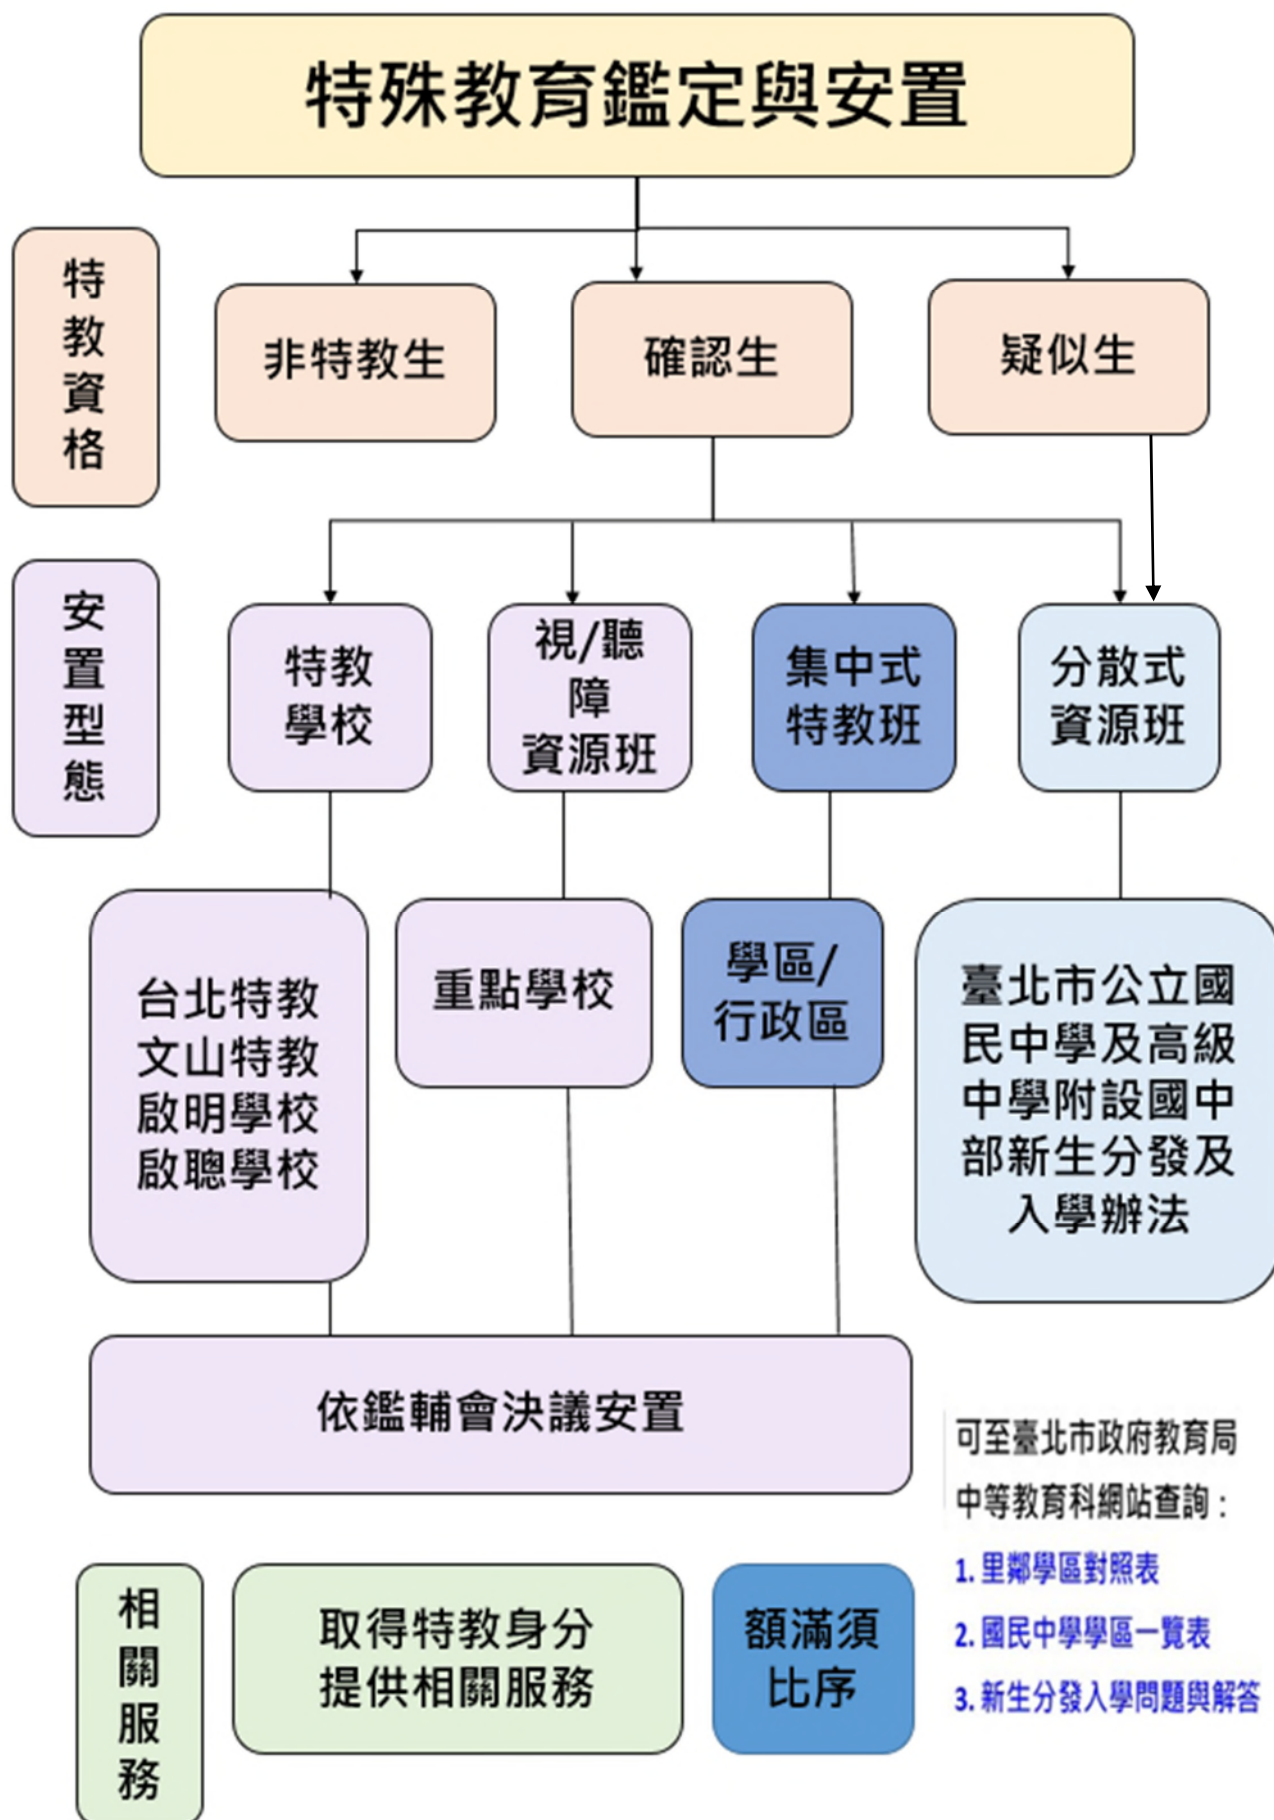 特殊教育鑑定與安置
特
教
資
格
非特教生
確認生
疑似生
安
置
型
態
特教
學校
視/聽
障
資源班
集中式
特教班
分散式
資源班
台北特教
文山特教
啟明學校
啟聰學校
重點學校
學區/
行政區
臺北市公立國
民中學及高級
中學附設國中
部新生分發及
入學辦法
依鑑輔會決議安置
可至臺北市政府教育局
中等教育科網站查詢：
1. 里鄰學區對照表
2. 國民中學學區一覽表
3. 新生分發入學問題與解答
相
關
服
務
取得特教身分
提供相關服務
額滿須
比序